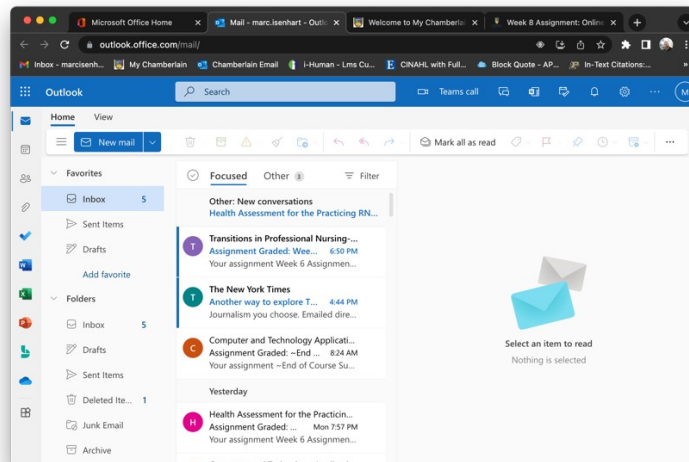 Microsoft Office Home
Mail - marc.isenhart - Outlo
Welcome to My Chamberlai
Week 8 Assignment: Online
outlook.office.com/mail/
Inbox - marcisenh...
My Chamberlain
Chamberlain Email
i-Human - Lms Cu...
CINAHL with Full...
Block Quote - AP...
In-Text Citations:...
Outlook
Search
Teams call
Home View
New mail
Mark all as read
Favorites
Inbox 5
Sent Items
Drafts
Add favorite
Folders
Inbox 5
Drafts
Sent Items
Deleted Ite... 1
Junk Email
Archive
Focused Other 3 Filter
Other: New conversations
Health Assessment for the Practicing RN...
T
Transitions in Professional Nursing-...
Assignment Graded: Wee... 6:50 PM
Your assignment Week 6 Assignmen...
T
The New York Times
Another way to explore T... 4:44 PM
Journalism you choose. Emailed dire...
C
Computer and Technology Applicati...
Assignment Graded: ~End ... 8:24 AM
Your assignment ~End of Course Su...
Yesterday
H
Health Assessment for the Practicin...
Assignment Graded: ... Mon 7:57 PM
Your assignment Week 6 Assignmen...
Select an item to read
Nothing is selected